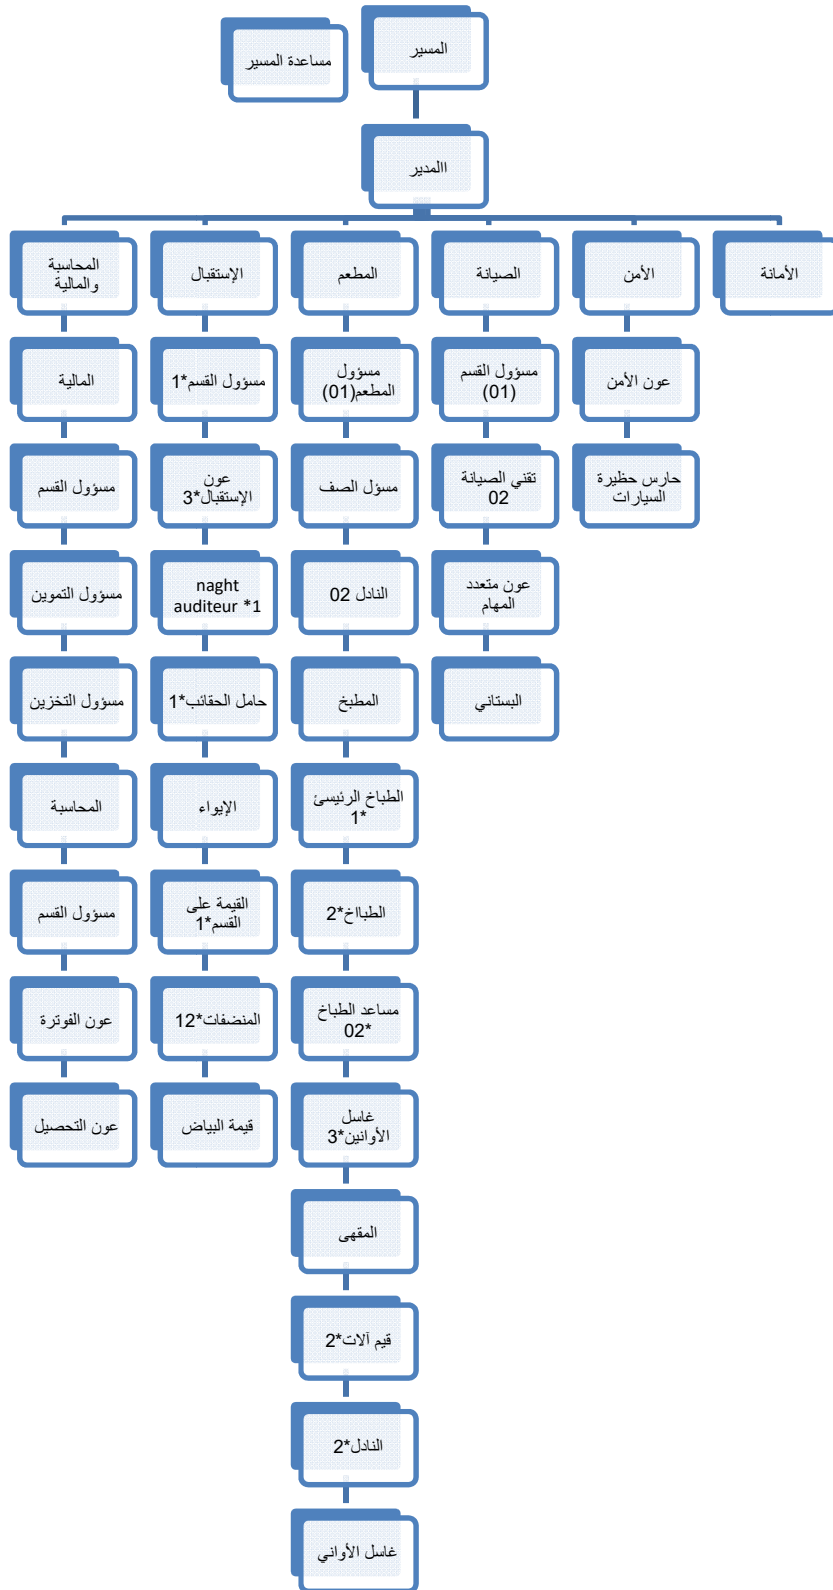 المسير
مساعدة المسير
االمدير
الأمانة
الأمن
عون الأمن
حارس حظيرة
السيارات
الصيانة
مسؤول القسم
(01)
تقني الصيانة
02
عون متعدد
المهام
البستاني
المطعم
مسؤول
المطعم(01)
مسؤل الصف
النادل 02
المطبخ
الطباخ الرئيسئ
*1
الطبااخ*2
مساعد الطباخ
*02
غاسل
الأوانين*3
المقهى
قيم آلات*2
النادل*2
غاسل الأواني
الإستقبال
مسؤول القسم*1
عون
الإستقبال*3
naght
auditeur *1
حامل الحقائب*1
الإيواء
القيمة على
القسم*1
المنضفات*12
قيمة البياض
المحاسبة
والمالية
المالية
مسؤول القسم
مسؤول التموين
مسؤول التخزين
المحاسبة
مسؤول القسم
عون الفوترة
عون التحصيل